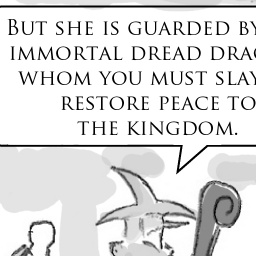 BUT SHE IS GUARDED BY
IMMORTAL DREAD
WHOM YOU MUST SLAY
RESTORE PEACE TO
THE KINGDOM.